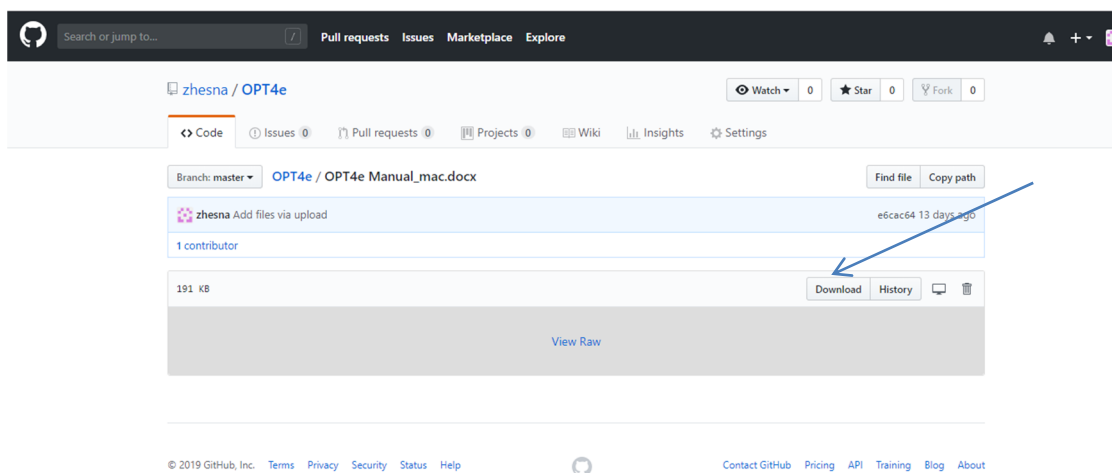 Search or jump to... / Pull requests Issues Marketplace Explore
zhesna / OPT4e Watch 0 Star 0 Fork 0
Code Issues 0 Pull requests 0 Projects 0 Wiki Insights Settings
Branch: master OPT4e / OPT4e Manual_mac.docx Find file Copy path
zhesna Add files via upload e6cac64 13 days ago
1 contributor
191 KB Download History
View Raw
© 2019 GitHub, Inc. Terms Privacy Security Status Help Contact GitHub Pricing API Training Blog About